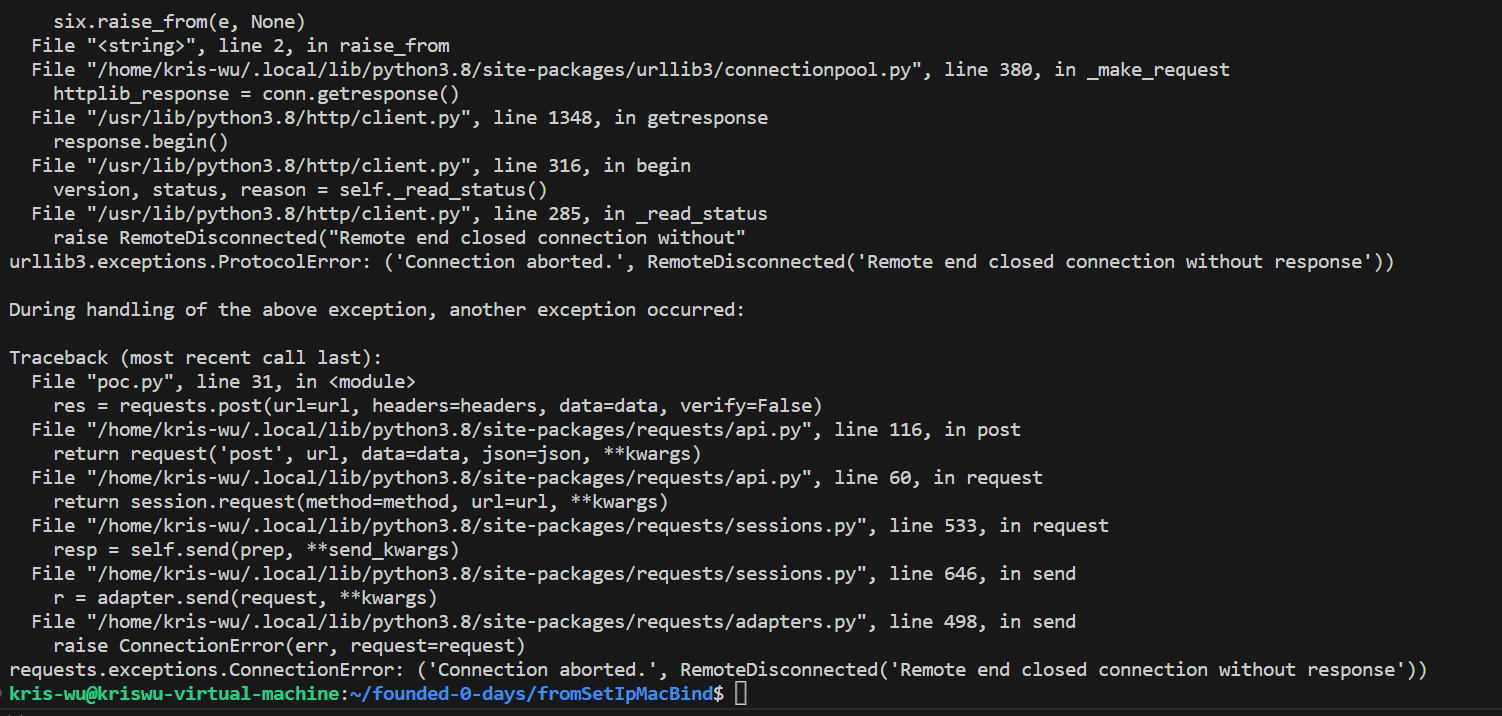 six.raise_from(e, None)
File "<string>", line 2, in raise_from
File "/home/kris-wu/.local/lib/python3.8/site-packages/urllib3/connectionpool.py", line 380, in _make_request
httplib_response = conn.getresponse()
File "/usr/lib/python3.8/http/client.py", line 1348, in getresponse
response.begin()
File "/usr/lib/python3.8/http/client.py", line 316, in begin
version, status, reason = self._read_status()
File "/usr/lib/python3.8/http/client.py", line 285, in _read_status
raise RemoteDisconnected("Remote end closed connection without"
urllib3.exceptions.ProtocolError: ('Connection aborted.', RemoteDisconnected('Remote end closed connection without response'))
During handling of the above exception, another exception occurred:
Traceback (most recent call last):
File "poc.py", line 31, in <module>
res = requests.post(url=url, headers=headers, data=data, verify=False)
File "/home/kris-wu/.local/lib/python3.8/site-packages/requests/api.py", line 116, in post
return request('post', url, data=data, json=json, **kwargs)
File "/home/kris-wu/.local/lib/python3.8/site-packages/requests/api.py", line 60, in request
return session.request(method=method, url=url, **kwargs)
File "/home/kris-wu/.local/lib/python3.8/site-packages/requests/sessions.py", line 533, in request
resp = self.send(prep, **send_kwargs)
File "/home/kris-wu/.local/lib/python3.8/site-packages/requests/sessions.py", line 646, in send
r = adapter.send(request, **kwargs)
File "/home/kris-wu/.local/lib/python3.8/site-packages/requests/adapters.py", line 498, in send
raise ConnectionError(err, request=request)
requests.exceptions.ConnectionError: ('Connection aborted.', RemoteDisconnected('Remote end closed connection without response'))
kris-wu@kriswu-virtual-machine:~/founded-0-days/fromSetIpMacBind$